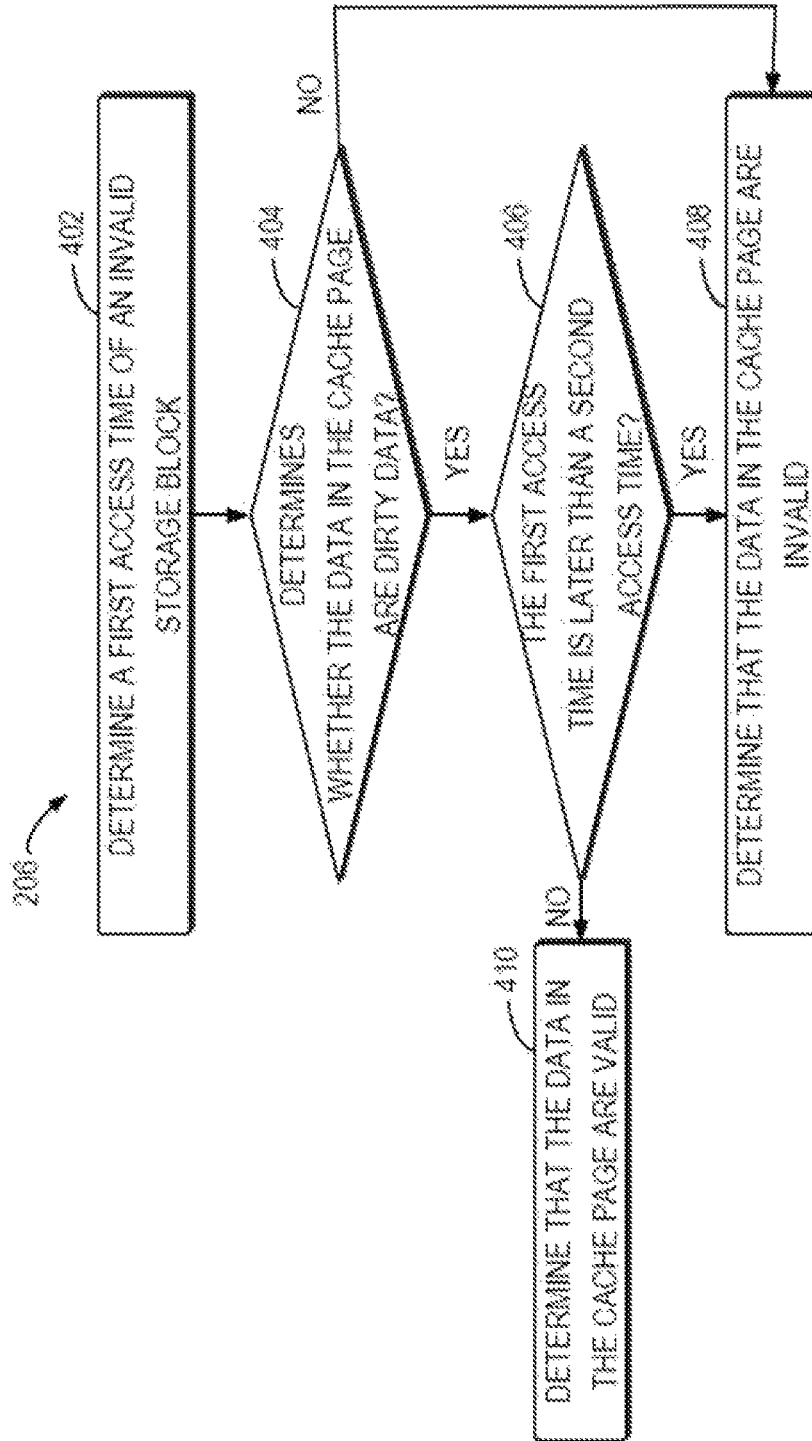 206
402
DETERMINE A FIRST ACCESS TIME OF AN INVALID
STORAGE BLOCK
404
DETERMINES
WHETHER THE DATA IN THE CACHE PAGE
ARE DIRTY DATA?
NO
YES
406
THE FIRST ACCESS
TIME IS LATER THAN A SECOND
ACCESS TIME?
NO
YES
410
DETERMINE THAT THE DATA IN
THE CACHE PAGE ARE VALID
408
DETERMINE THAT THE DATA IN THE CACHE PAGE ARE
INVALID